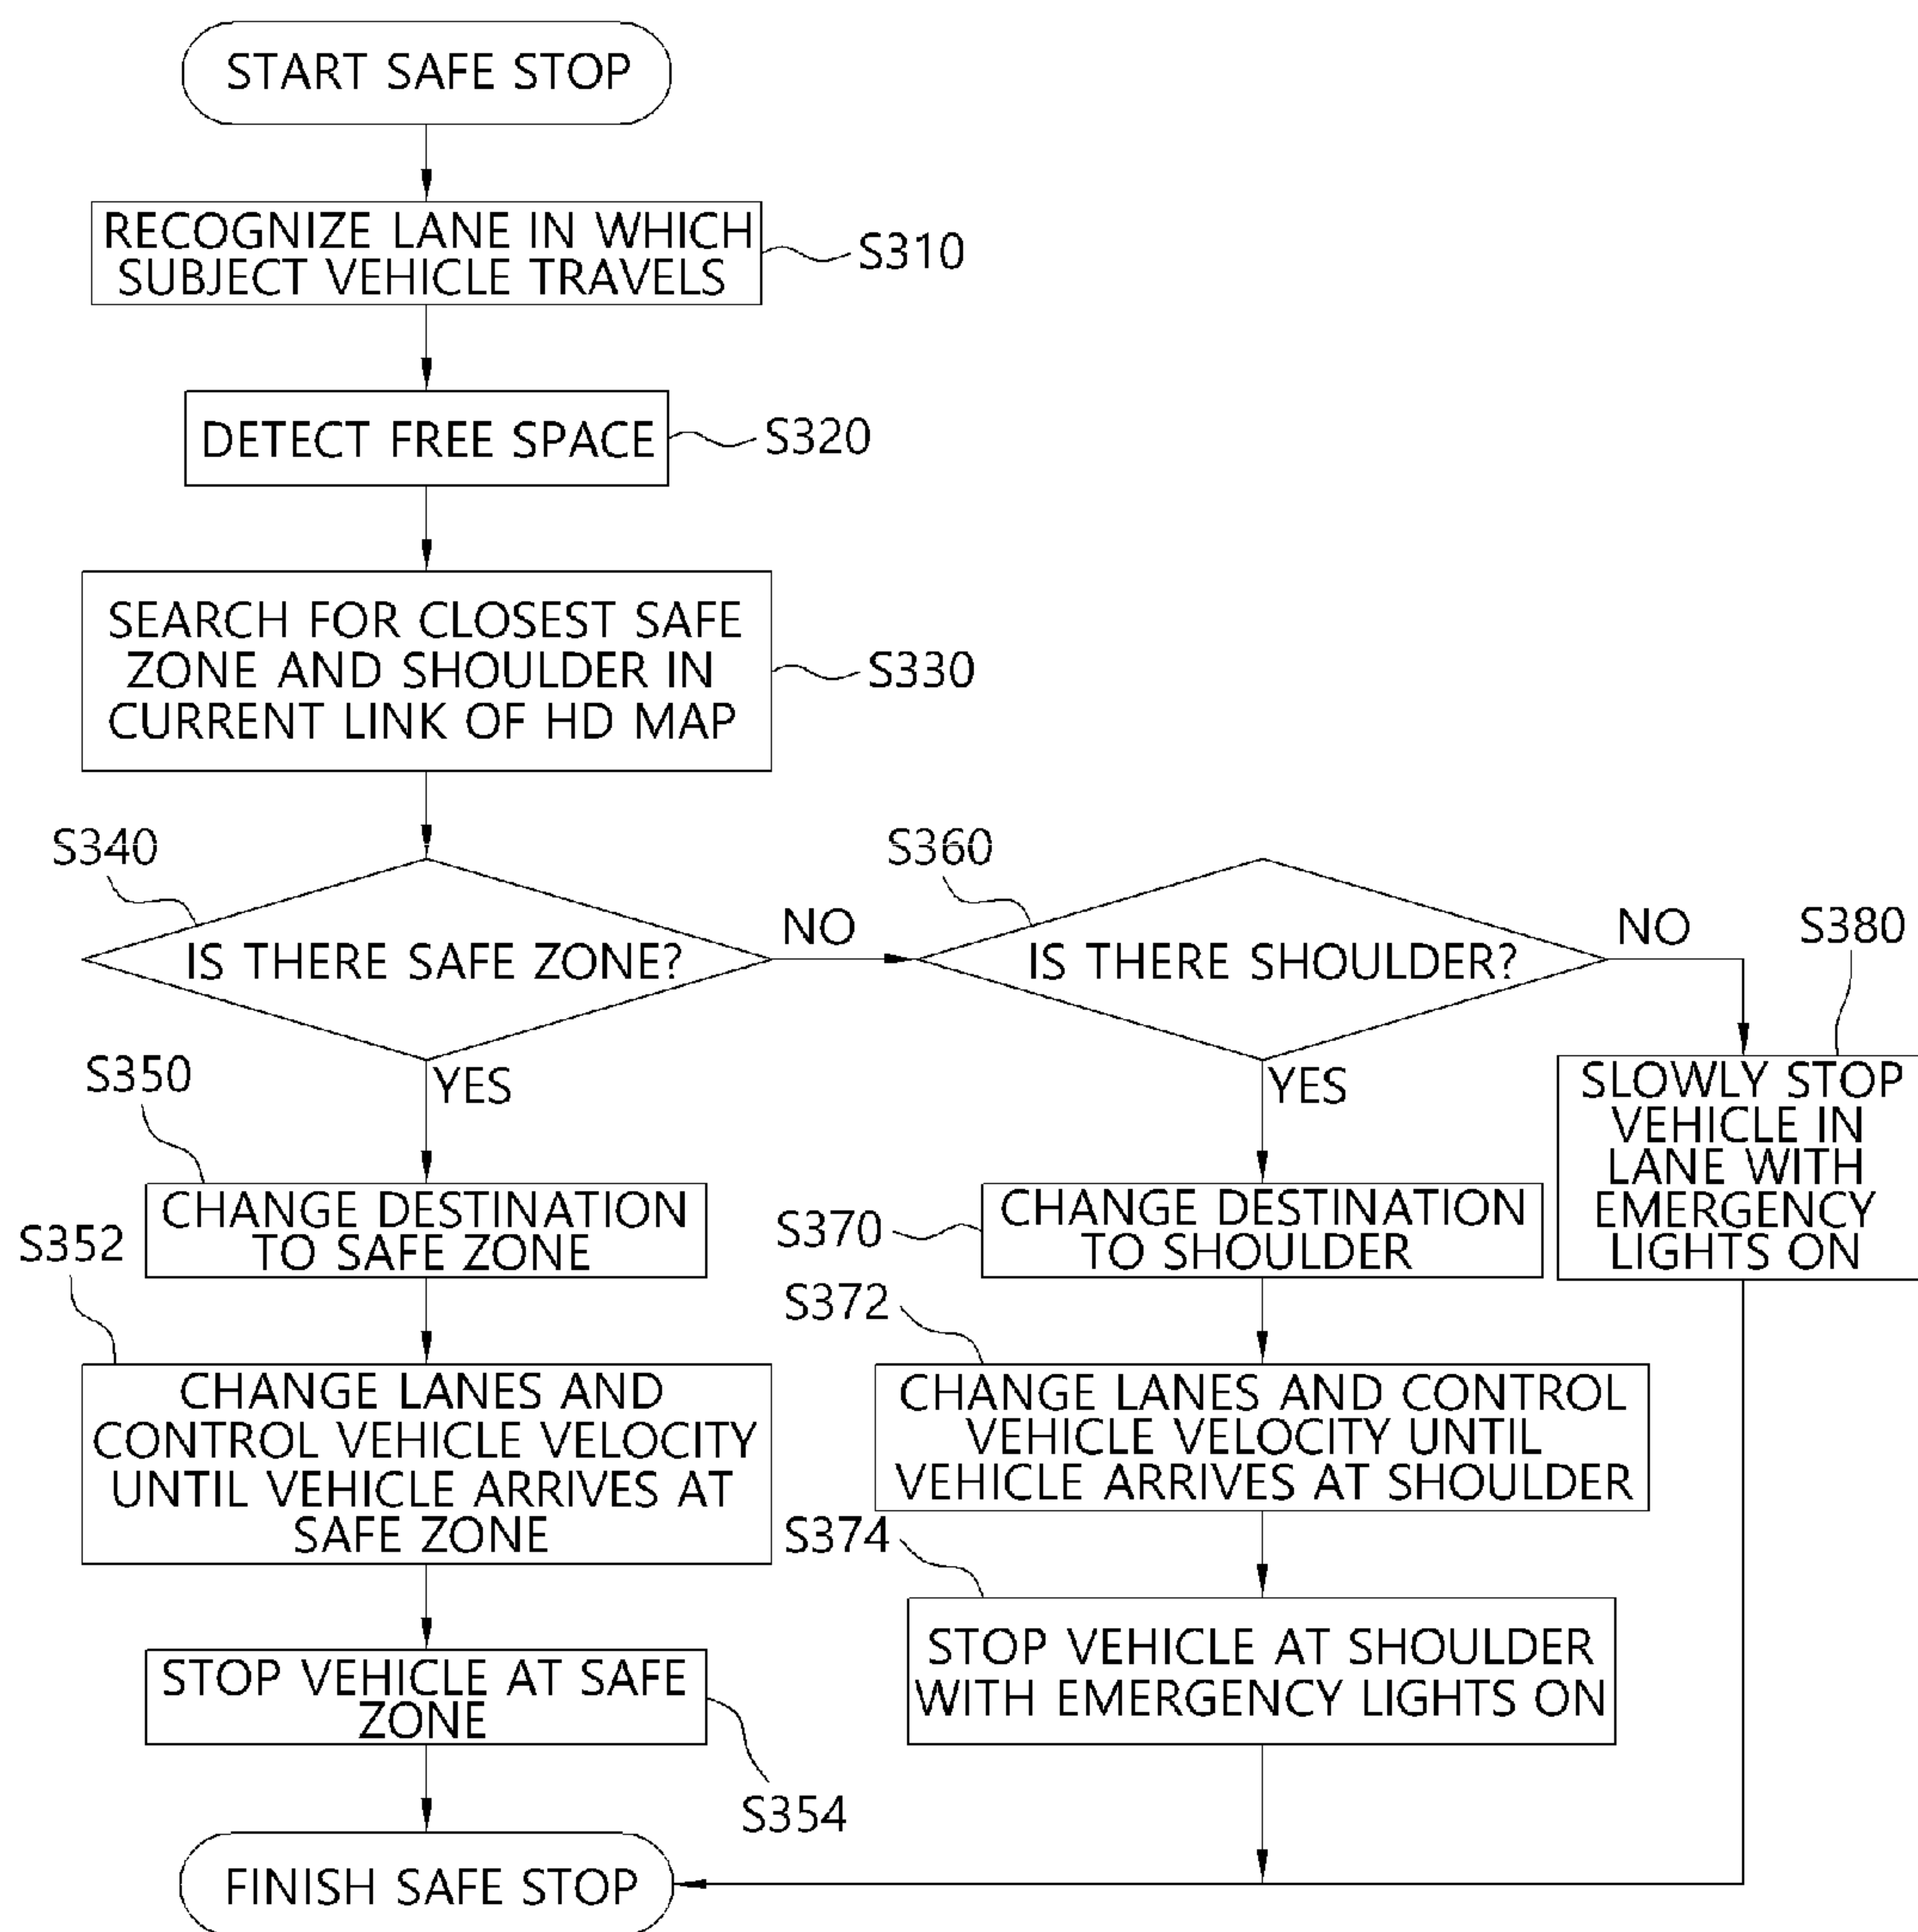 START SAFE STOP
RECOGNIZE LANE IN WHICH
SUBJECT VEHICLE TRAVELS
S310
DETECT FREE SPACE
S320
SEARCH FOR CLOSEST SAFE
ZONE AND SHOULDER IN
CURRENT LINK OF HD MAP
S330
S340
IS THERE SAFE ZONE?
NO
YES
S360
IS THERE SHOULDER?
NO
YES
S380
SLOWLY STOP
VEHICLE IN
LANE WITH
EMERGENCY
LIGHTS ON
S350
CHANGE DESTINATION
TO SAFE ZONE
S352
CHANGE LANES AND
CONTROL VEHICLE VELOCITY
UNTIL VEHICLE ARRIVES AT
SAFE ZONE
STOP VEHICLE AT SAFE
ZONE
S354
S370
CHANGE DESTINATION
TO SHOULDER
S372
CHANGE LANES AND CONTROL
VEHICLE VELOCITY UNTIL
VEHICLE ARRIVES AT SHOULDER
S374
STOP VEHICLE AT SHOULDER
WITH EMERGENCY LIGHTS ON
FINISH SAFE STOP